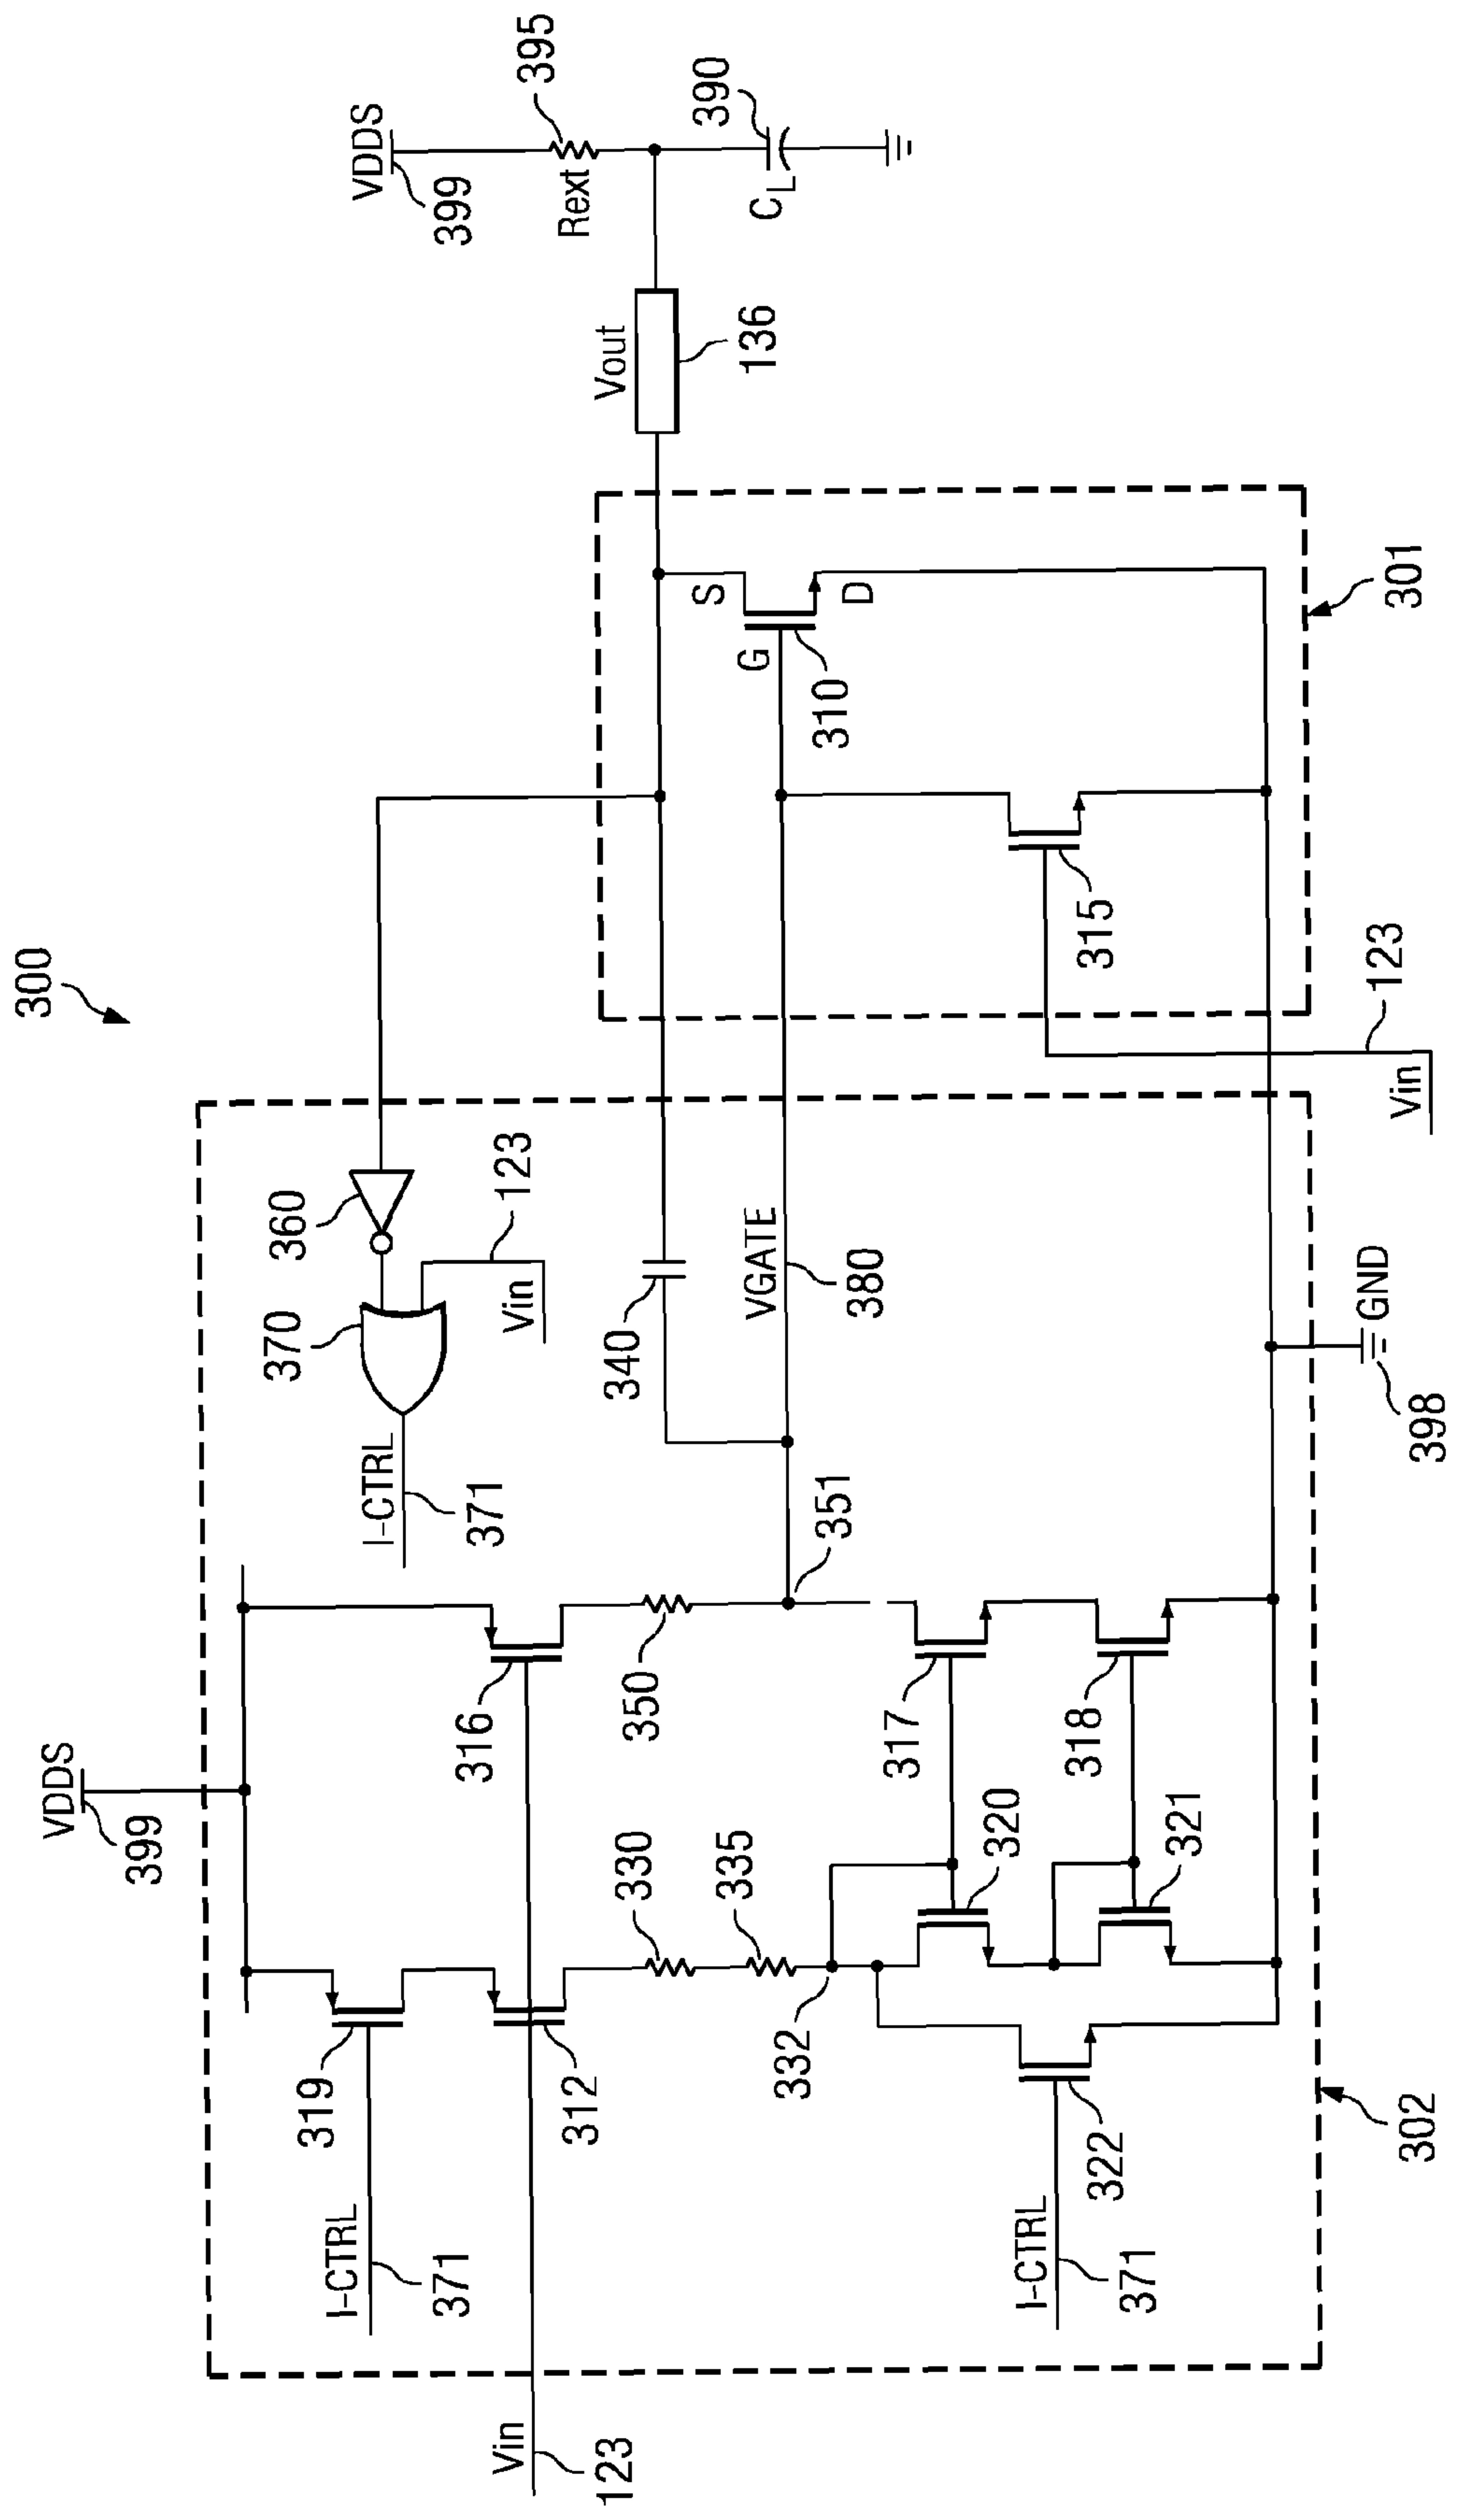 300
VDDS
399
VDDS
399
Rext
395
CL
390
Vout
136
I-CTRL
371
319
Vin
123
312
316
330
335
350
332
I-CTRL
371
322
320
321
317
318
351
I-CTRL
371
370
360
Vin
123
340
VGATE
380
S
G
D
310
315
Vin
123
GND
398
301
302